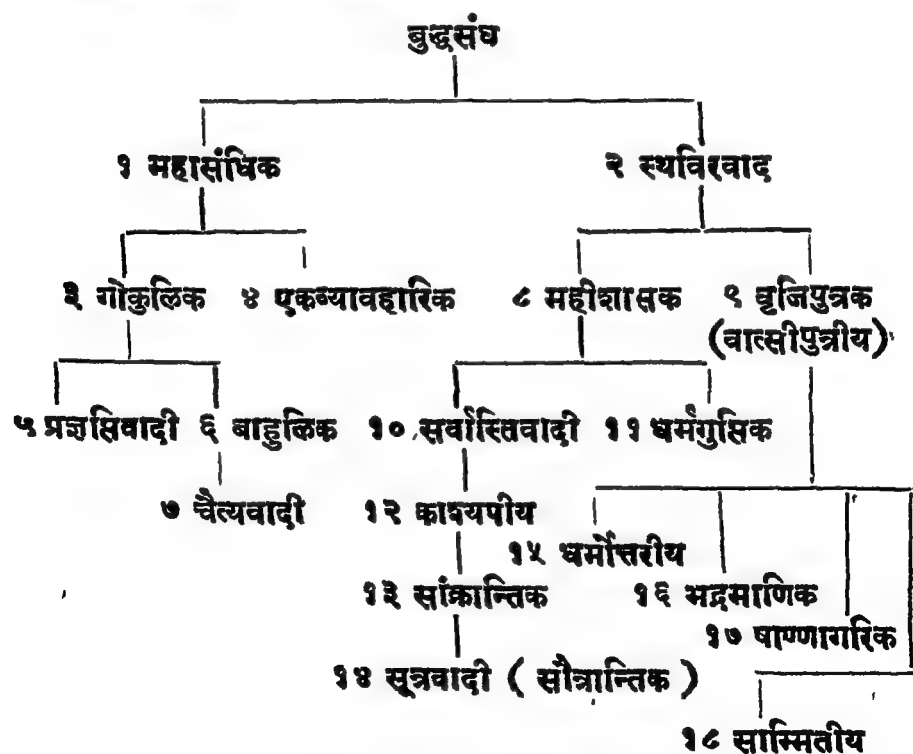 बुद्धसंघ
१ महासंघिक २ स्थविरवाद
३ गोकुलिक ४ एकव्यावहारिक ८ महीशासक ९ वृजिपुत्रक
(वात्सीपुत्रीय)
५ प्रज्ञप्तिवादी ६ बाहुलिक १० सर्वास्तिवादी ११ धर्मगुप्तिक
७ चैत्यवादी १२ काश्यपीय
१५ धर्मोत्तरीय
१३ सांक्रान्तिक १६ भद्रमाणिक
१७ षाण्णागरिक
१४ सूत्रवादी ( सौत्रान्तिक )
१८ साम्मितीय